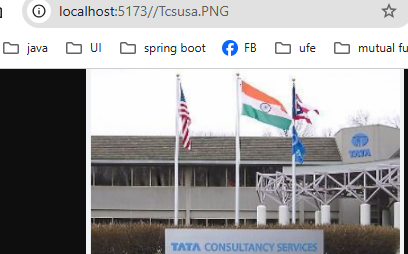 localhost:5173//Tcsusa.PNG
java UI spring boot FB ufe mutual fu
TATA
TATA CONSULTANCY SERVICES